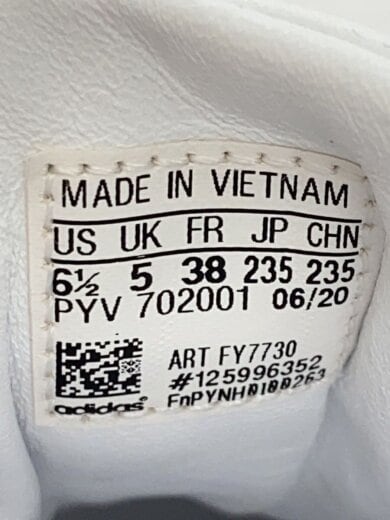 MADE IN VIETNAM
US UK FR JP CHN
6½ 5 38 235 235
PYV 702001 06/20
ART FY7730
#125996352
FnPYNH0100263
adidas